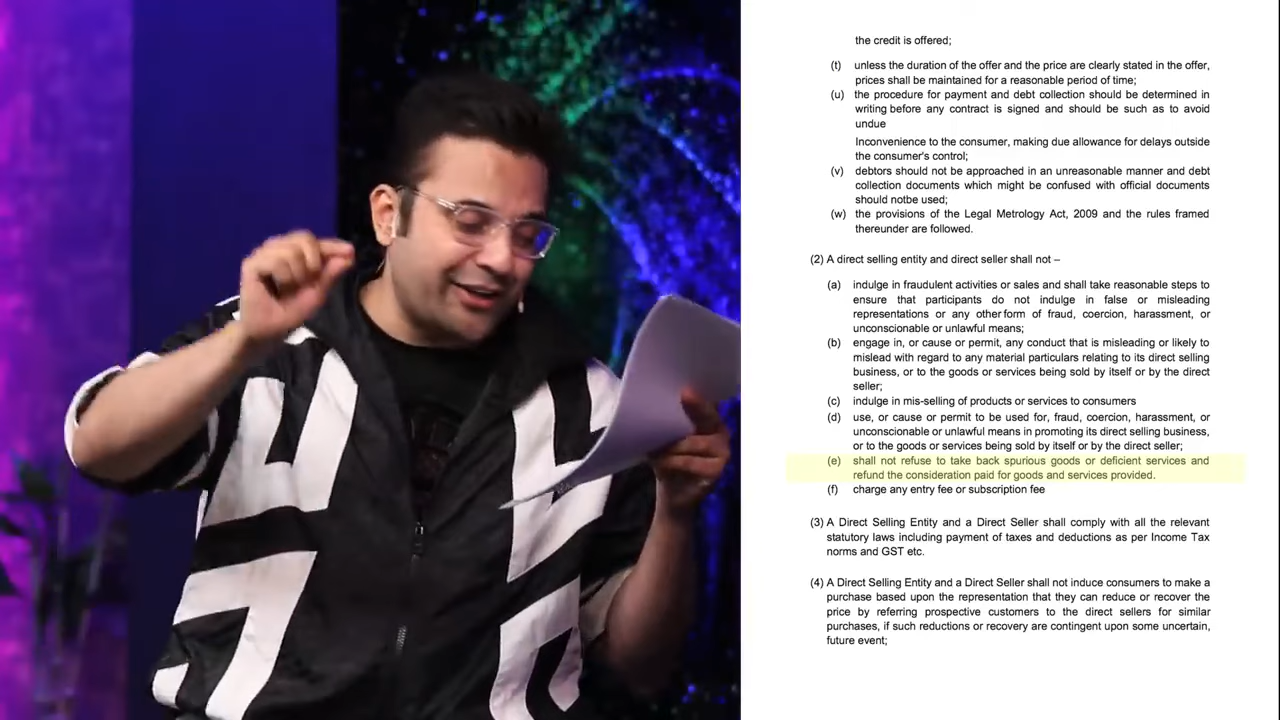 the credit is offered;
(t) unless the duration of the offer and the price are clearly stated in the offer,
prices shall be maintained for a reasonable period of time;
(u) the procedure for payment and debt collection should be determined in
writing before any contract is signed and should be such as to avoid
undue
Inconvenience to the consumer, making due allowance for delays outside
the consumer's control;
(v) debtors should not be approached in an unreasonable manner and debt
collection documents which might be confused with official documents
should notbe used;
(w) the provisions of the Legal Metrology Act, 2009 and the rules framed
thereunder are followed.
(2) A direct selling entity and direct seller shall not –
(a) indulge in fraudulent activities or sales and shall take reasonable steps to
ensure that participants do not indulge in false or misleading
representations or any other form of fraud, coercion, harassment, or
unconscionable or unlawful means;
(b) engage in, or cause or permit, any conduct that is misleading or likely to
mislead with regard to any material particulars relating to its direct selling
business, or to the goods or services being sold by itself or by the direct
seller;
(c) indulge in mis-selling of products or services to consumers
(d) use, or cause or permit to be used for, fraud, coercion, harassment, or
unconscionable or unlawful means in promoting its direct selling business,
or to the goods or services being sold by itself or by the direct seller;
(e) shall not refuse to take back spurious goods or deficient services and
refund the consideration paid for goods and services provided.
(f) charge any entry fee or subscription fee
(3) A Direct Selling Entity and a Direct Seller shall comply with all the relevant
statutory laws including payment of taxes and deductions as per Income Tax
norms and GST etc.
(4) A Direct Selling Entity and a Direct Seller shall not induce consumers to make a
purchase based upon the representation that they can reduce or recover the
price by referring prospective customers to the direct sellers for similar
purchases, if such reductions or recovery are contingent upon some uncertain,
future event;